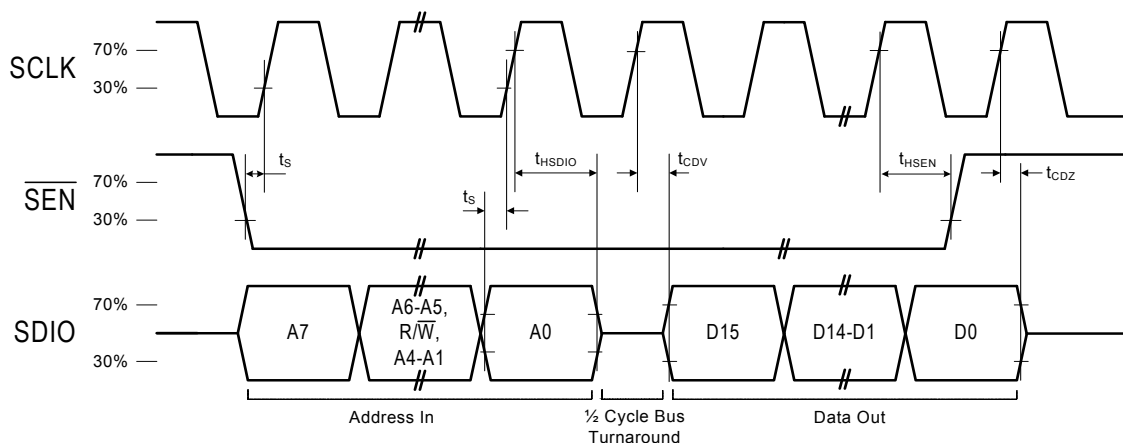 SCLK
70%
30%
tS
tHSDIO
tCDV
tHSEN
tCDZ
tS
SEN
70%
30%
SDIO
70%
30%
A7
A6-A5,
R/W,
A4-A1
A0
D15
D14-D1
D0
Address In
½ Cycle Bus
Turnaround
Data Out